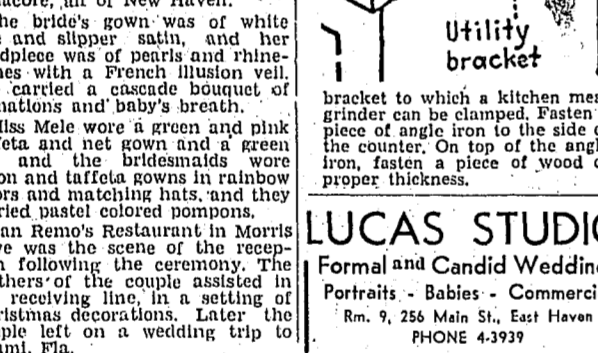 all of New Haven.
he bride's gown was of white
and slipper satin, and her
dpiece was of pearls and rhine-
nes with a French illusion veil.
carried a cascade bouquet of
nations and baby's breath.
iss Mele wore a green and pink
feta and net gown and a green
and the bridesmaids wore
on and taffeta gowns in rainbow
ors and matching hats, and they
ried pastel colored pompons.
an Remo's Restaurant in Morris
ve was the scene of the recep-
n following the ceremony. The
thers of the couple assisted in
receiving line, in a setting of
ristmas decorations. Later the
ple left on a wedding trip to
ami, Fla.
Utility
bracket
bracket to which a kitchen mea
grinder can be clamped. Fasten
piece of angle iron to the side o
the counter. On top of the angl
iron, fasten a piece of wood o
proper thickness.
LUCAS STUDIO
Formal and Candid Wedding
Portraits - Babies - Commerci
Rm. 9, 256 Main St., East Haven
PHONE 4-3939